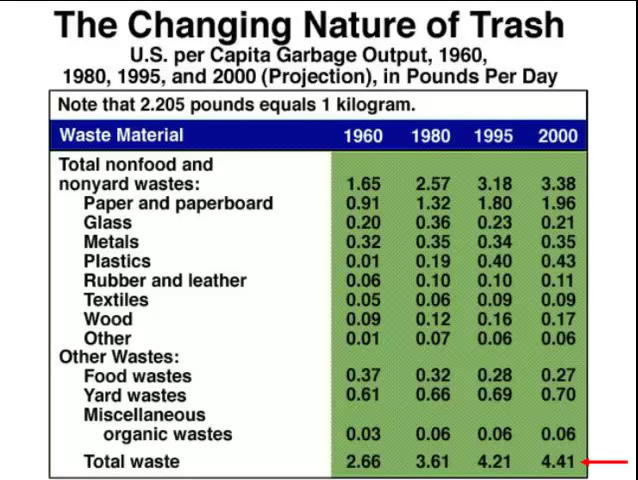 The Changing Nature of Trash
U.S. per Capita Garbage Output, 1960,
1980, 1995, and 2000 (Projection), in Pounds Per Day
Note that 2.205 pounds equals 1 kilogram.
Waste Material 1960 1980 1995 2000
Total nonfood and
nonyard wastes: 1.65 2.57 3.18 3.38
Paper and paperboard 0.91 1.32 1.80 1.96
Glass 0.20 0.36 0.23 0.21
Metals 0.32 0.35 0.34 0.35
Plastics 0.01 0.19 0.40 0.43
Rubber and leather 0.06 0.10 0.10 0.11
Textiles 0.05 0.06 0.09 0.09
Wood 0.09 0.12 0.16 0.17
Other 0.01 0.07 0.06 0.06
Other Wastes:
Food wastes 0.37 0.32 0.28 0.27
Yard wastes 0.61 0.66 0.69 0.70
Miscellaneous
organic wastes 0.03 0.06 0.06 0.06
Total waste 2.66 3.61 4.21 4.41